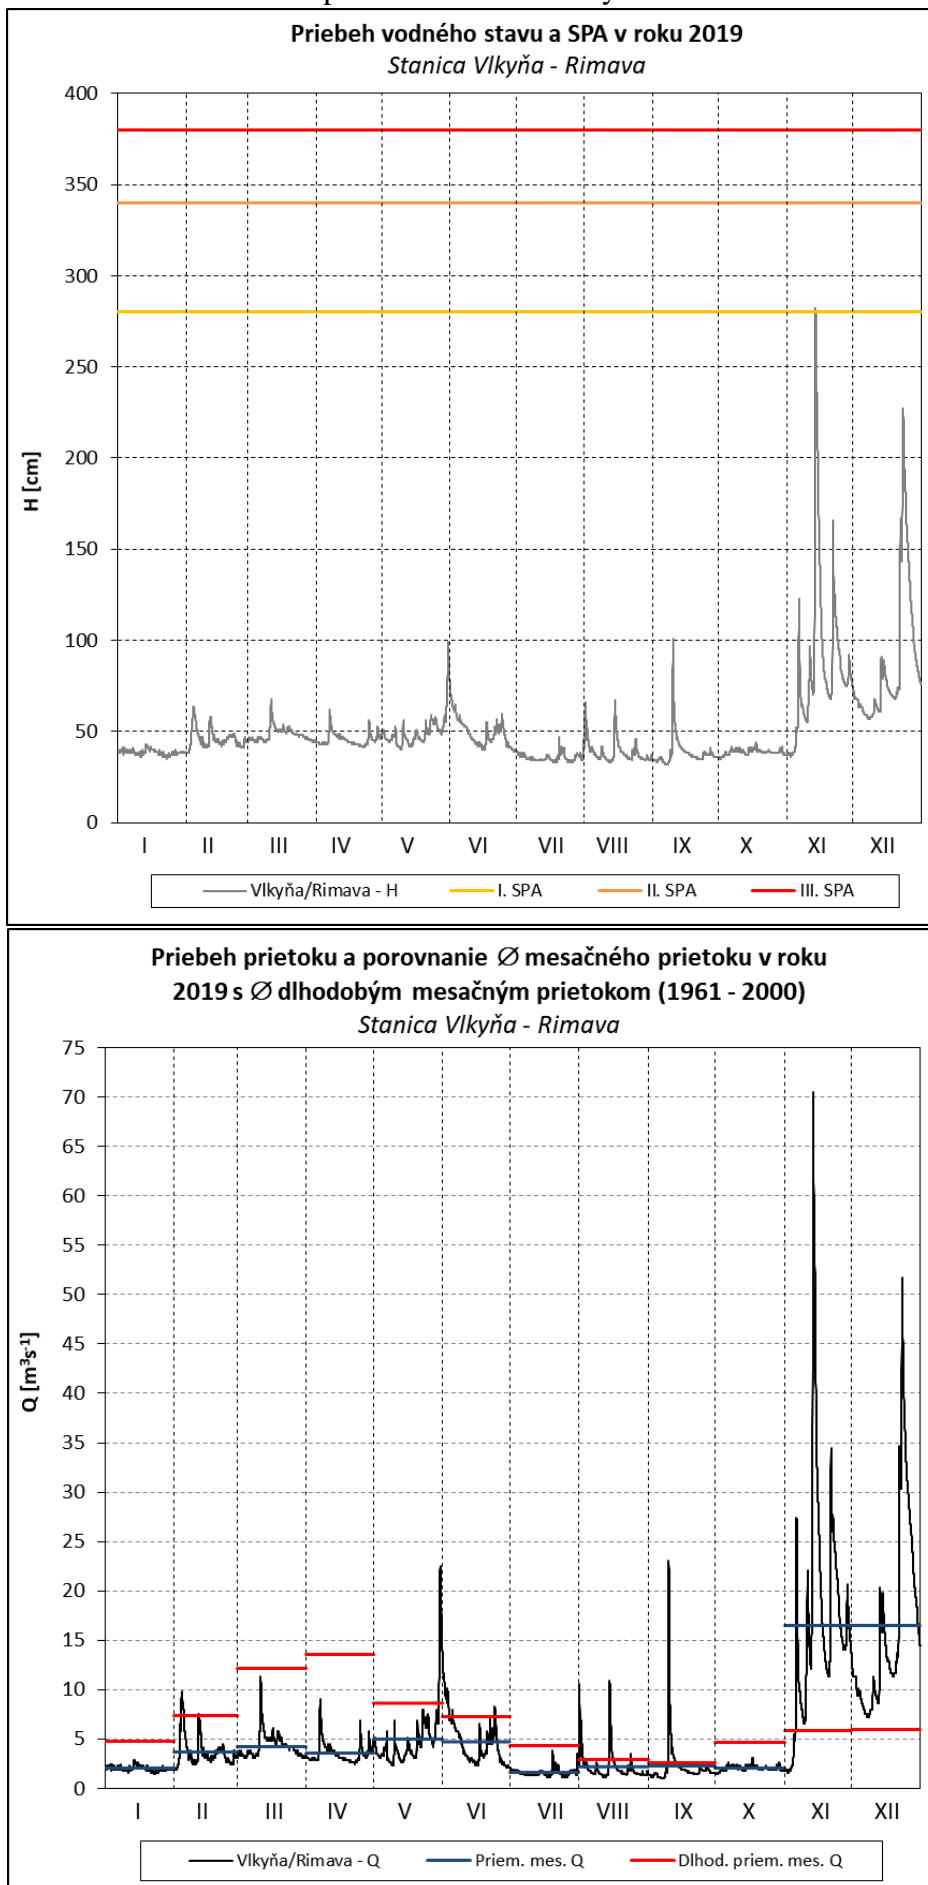 Priebeh vodného stavu a SPA v roku 2019
Stanica Vlkyňa - Rimava
400
350
300
250
200
150
100
50
0
H [cm]
I II III IV V VI VII VIII IX X XI XII
Vlkyňa/Rimava - H I. SPA II. SPA III. SPA
Priebeh prietoku a porovnanie ∅ mesačného prietoku v roku
2019 s ∅ dlhodobým mesačným prietokom (1961 - 2000)
Stanica Vlkyňa - Rimava
75
70
65
60
55
50
45
40
35
30
25
20
15
10
5
0
Q [m³s⁻¹]
I II III IV V VI VII VIII IX X XI XII
Vlkyňa/Rimava - Q Priem. mes. Q Dlhod. priem. mes. Q